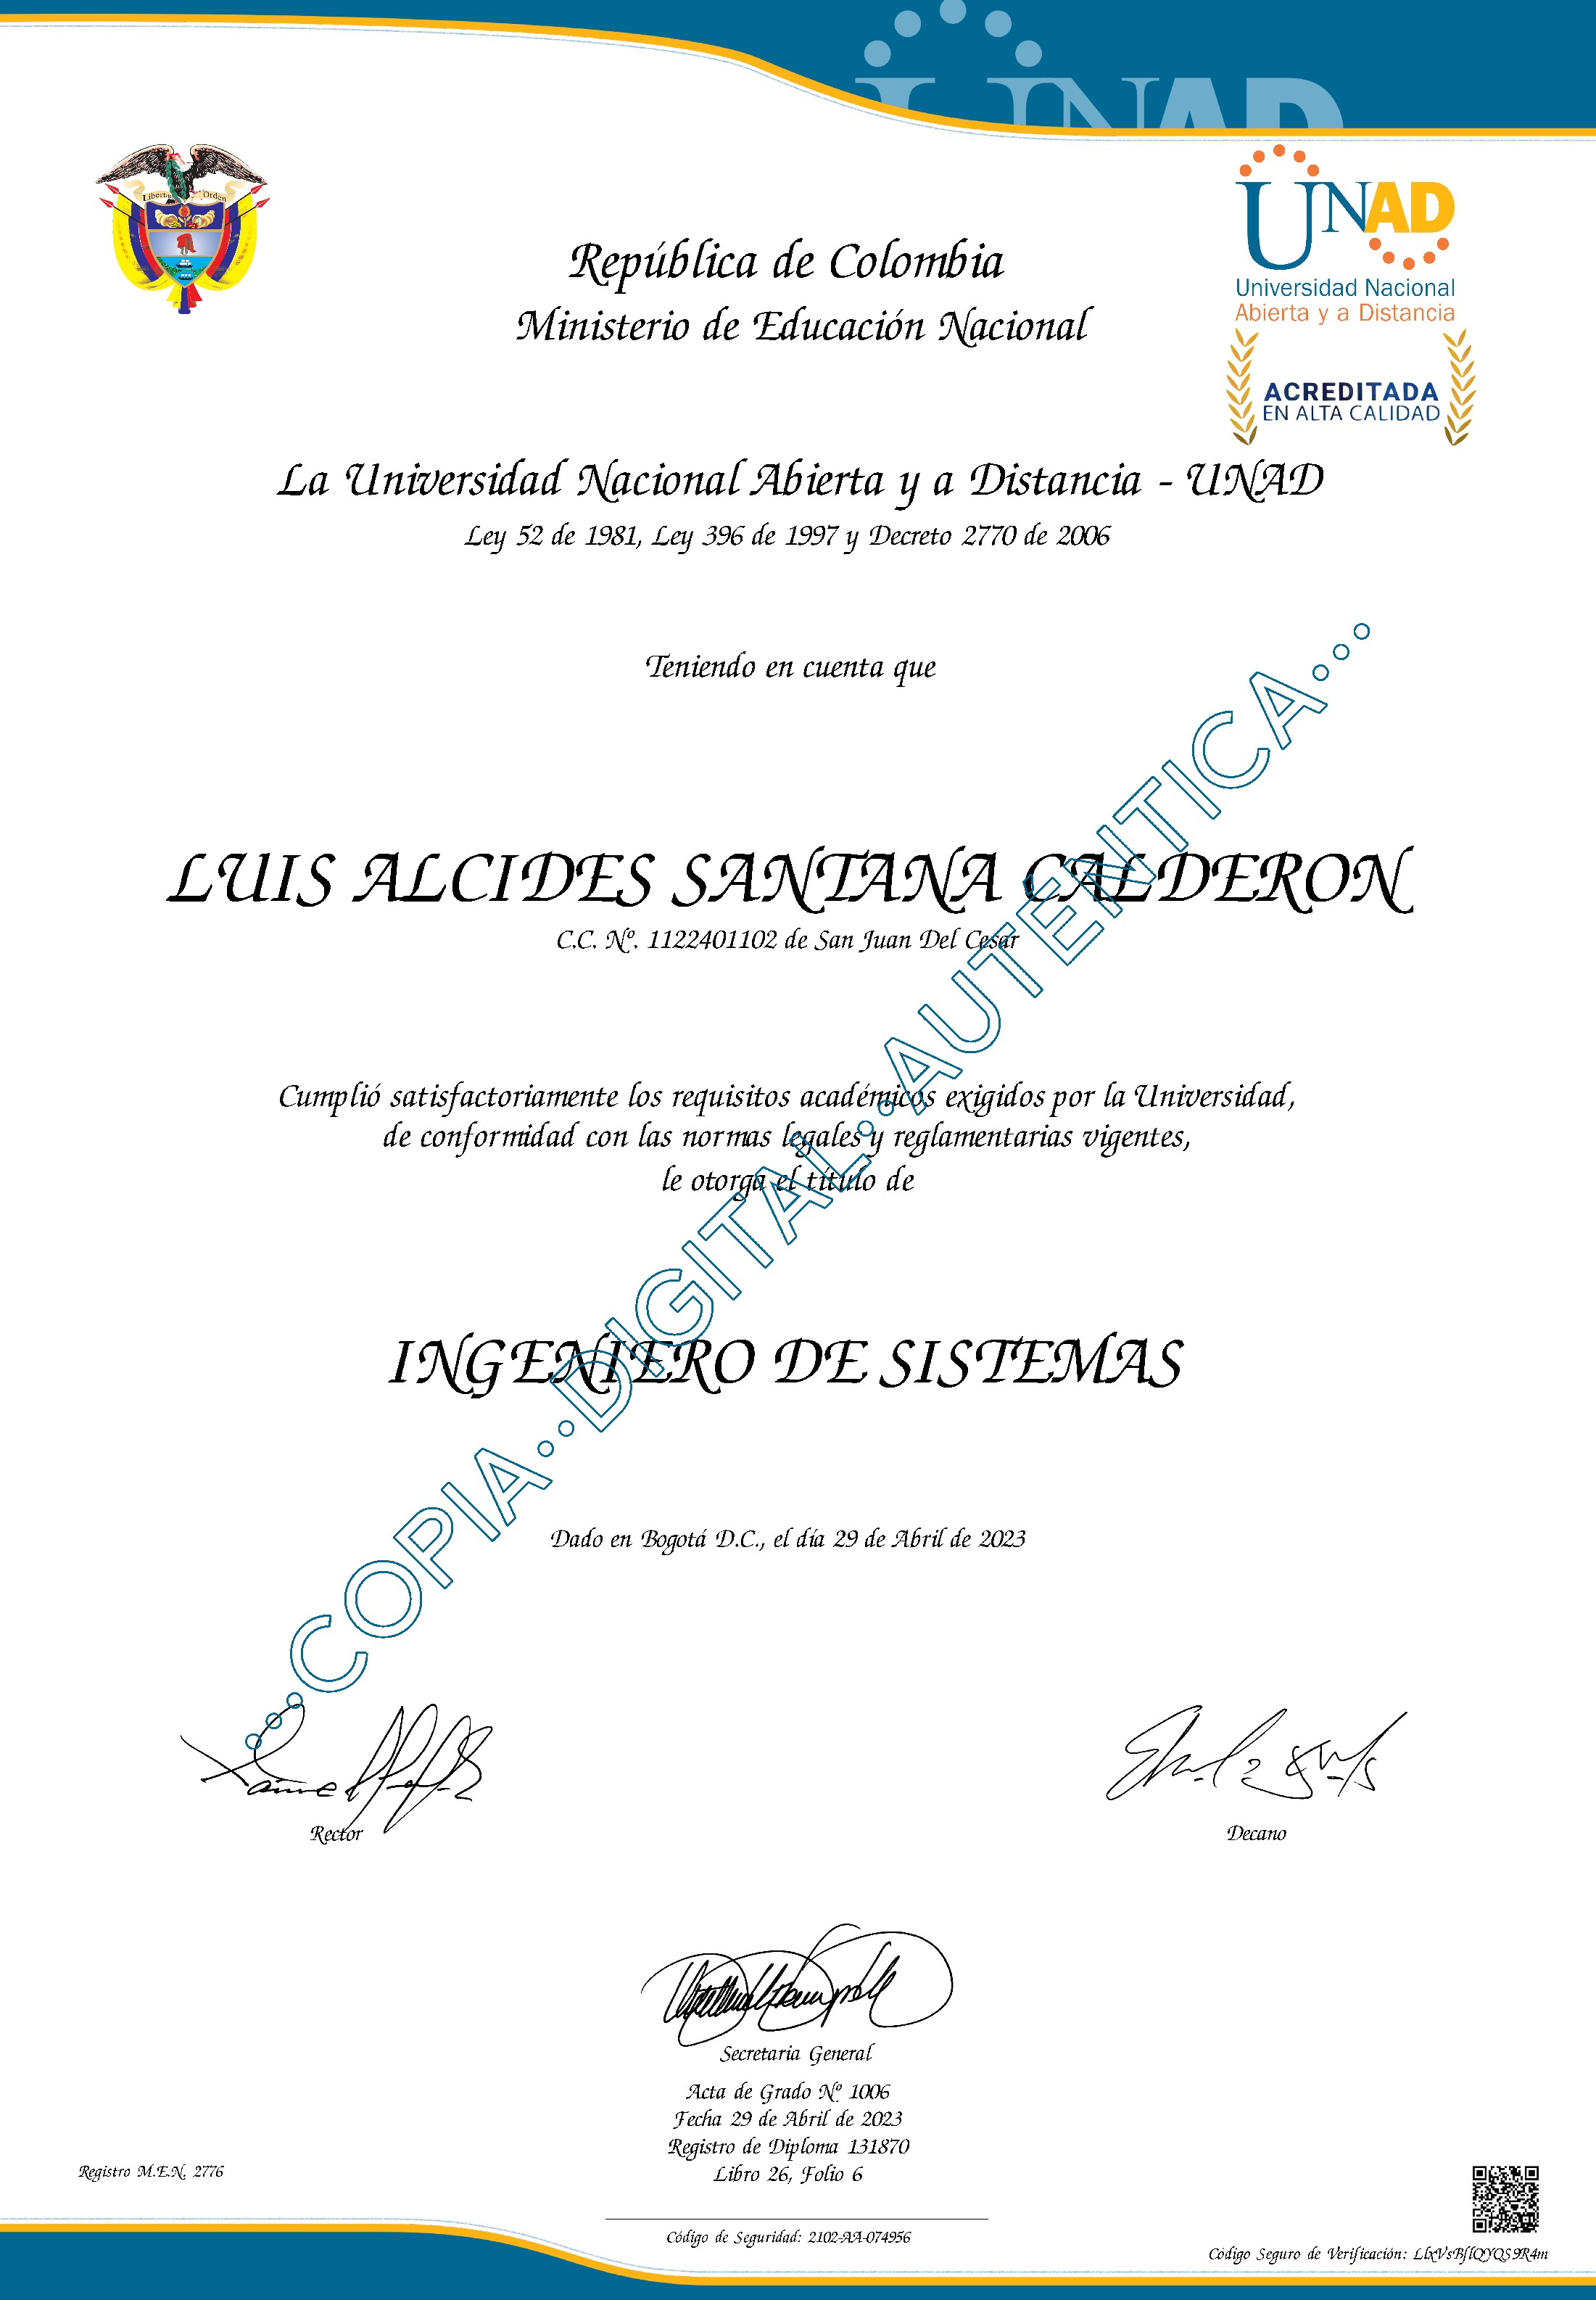 UNAD
Libertad y Orden
UNAD
Universidad Nacional
Abierta y a Distancia
ACREDITADA
EN ALTA CALIDAD
República de Colombia
Ministerio de Educación Nacional
La Universidad Nacional Abierta y a Distancia - UNAD
Ley 52 de 1981, Ley 396 de 1997 y Decreto 2770 de 2006
Teniendo en cuenta que
LUIS ALCIDES SANTANA CALDERON
C.C. Nº. 1122401102 de San Juan Del Cesar
Cumplió satisfactoriamente los requisitos académicos exigidos por la Universidad,
de conformidad con las normas legales y reglamentarias vigentes,
le otorga el título de
INGENIERO DE SISTEMAS
Dado en Bogotá D.C., el día 29 de Abril de 2023
...COPIA..DIGITAL..AUTENTICA...
Rector
Decano
Secretaria General
Acta de Grado Nº 1006
Fecha 29 de Abril de 2023
Registro de Diploma 131870
Libro 26, Folio 6
Registro M.E.N. 2776
Código de Seguridad: 2102-AA-074956
Código Seguro de Verificación: